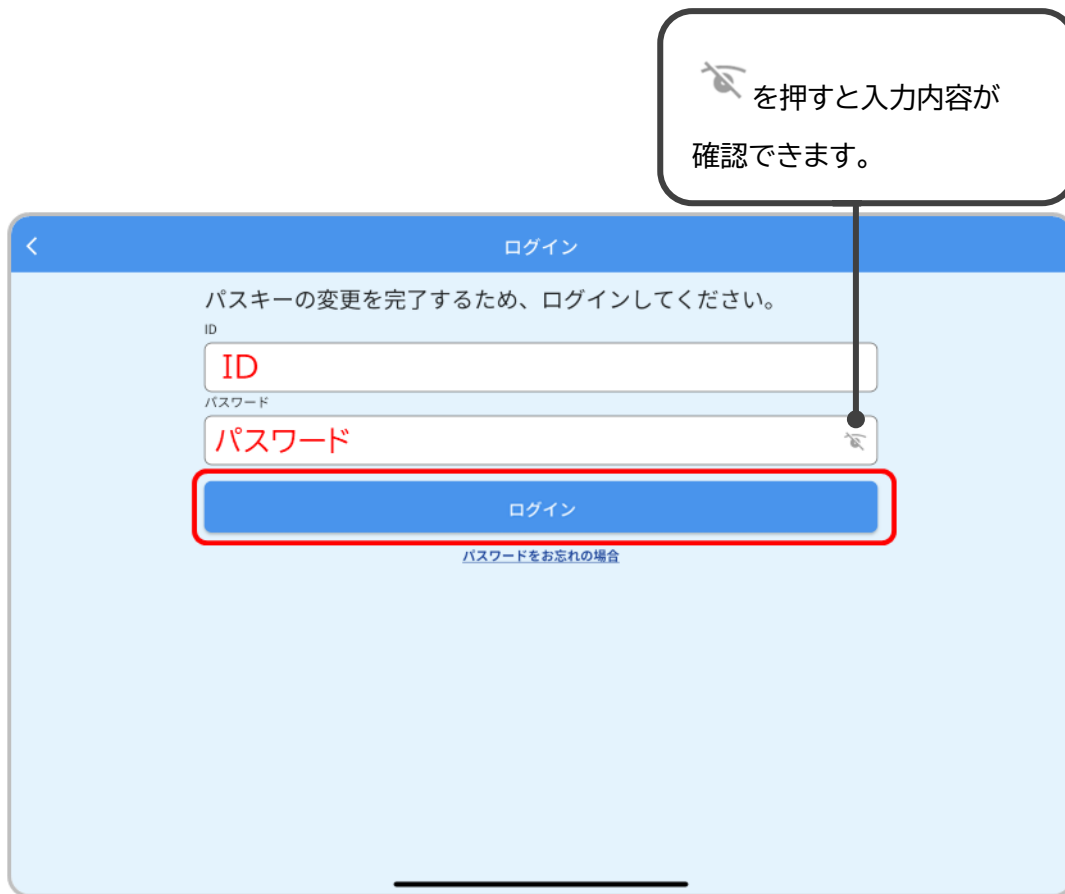 を押すと入力内容が
確認できます。
ログイン
パスキーの変更を完了するため、ログインしてください。
ID
ID
パスワード
パスワード
ログイン
パスワードをお忘れの場合